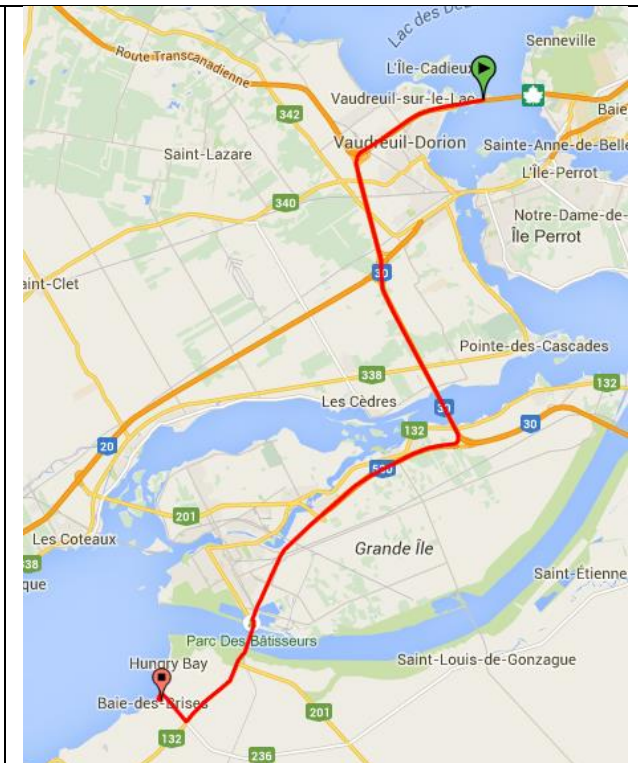 Lac des De
Senneville
L'Île-Cadieux
Route Transcanadienne
Vaudreuil-sur-le-Lac
Baie
342
Vaudreuil-Dorion
Sainte-Anne-de-Belle
Saint-Lazare
L'Île-Perrot
340
Notre-Dame-de-
Île Perrot
30
aint-Clet
Pointe-des-Cascades
338
132
Les Cèdres
30
132
30
20
530
201
Les Coteaux
Grande Île
338
Saint-Étienne
que
Parc Des Bâtisseurs
Hungry Bay
Saint-Louis-de-Gonzague
Baie-des-Brises
201
132
236